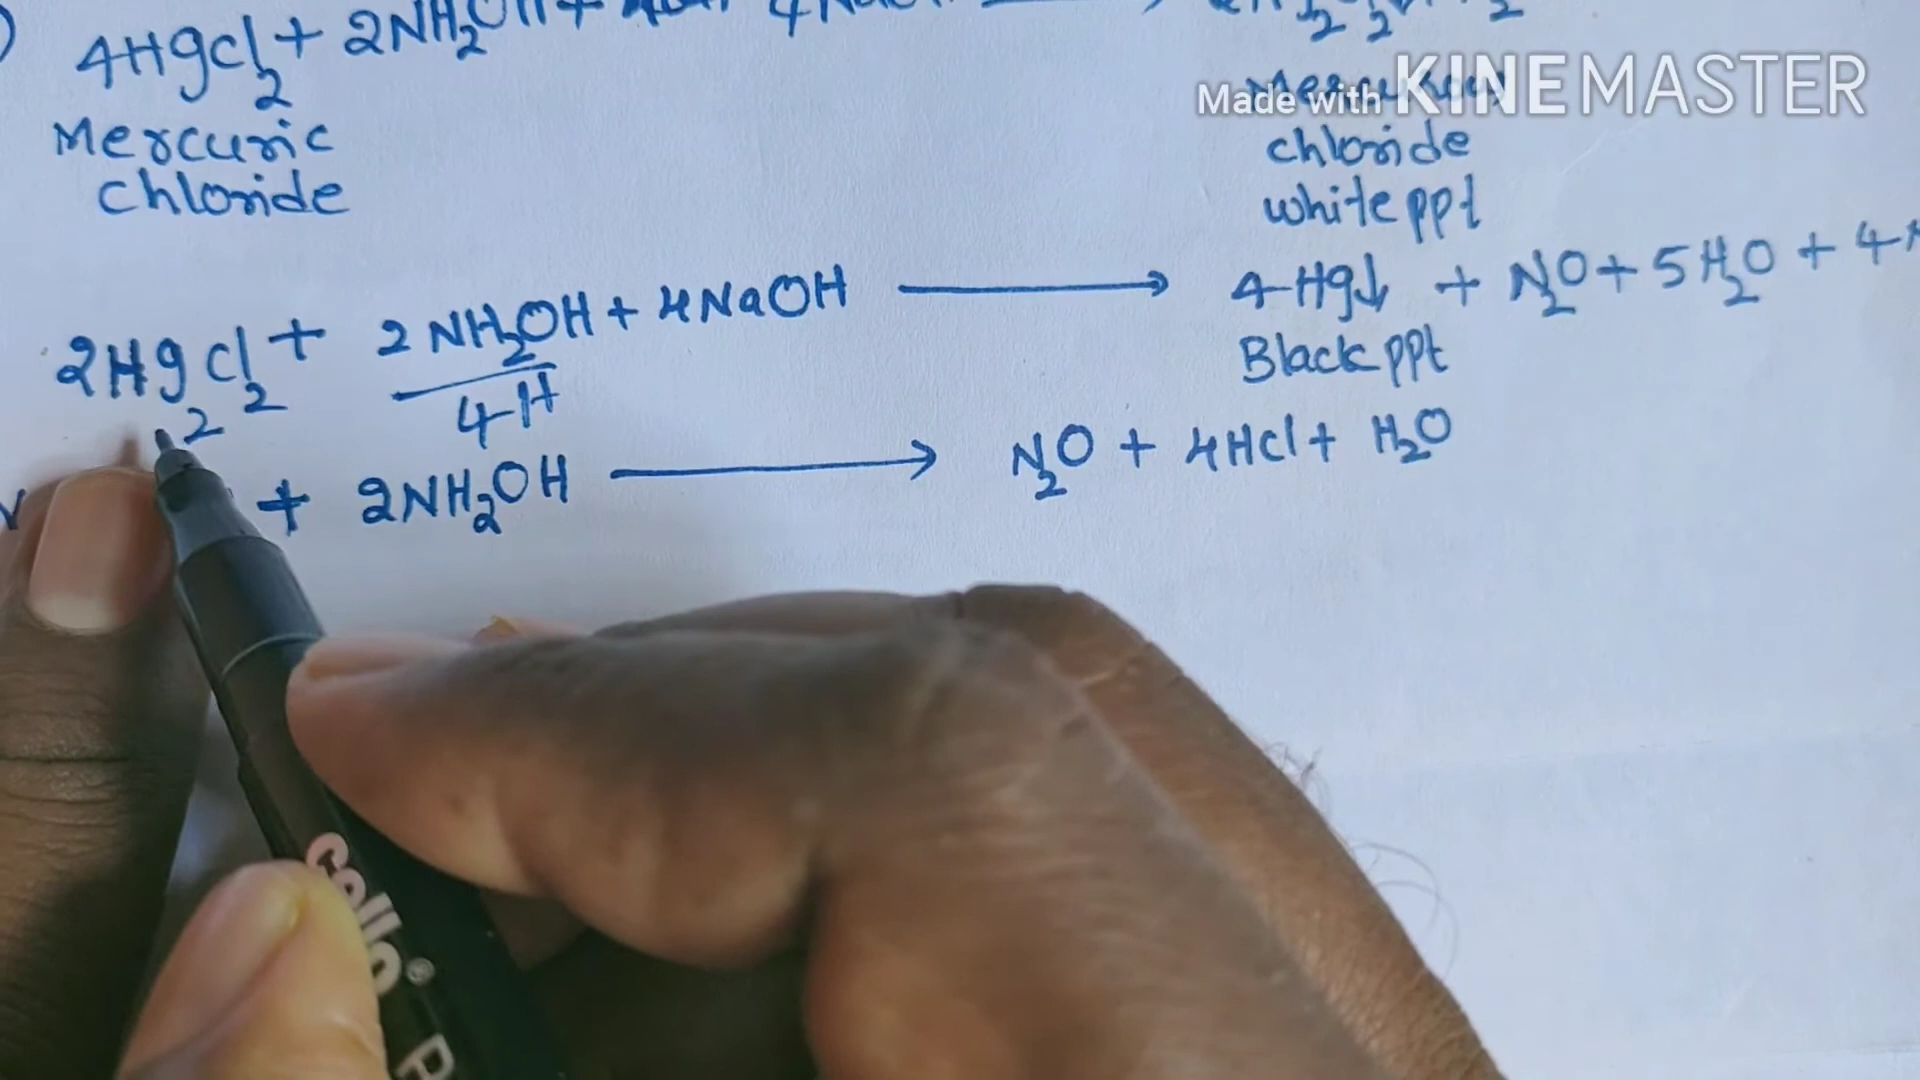 4HgCl₂ + 2NH₂OH +
Made with KINEMASTER
Mercuric
chloride
chloride
white ppt
2Hg₂Cl₂ + 2NH₂OH + 4NaOH ⟶ 4Hg↓ + N₂O + 5H₂O + 4
4H
Black ppt
+ 2NH₂OH ⟶ N₂O + 4HCl + H₂O
cello®